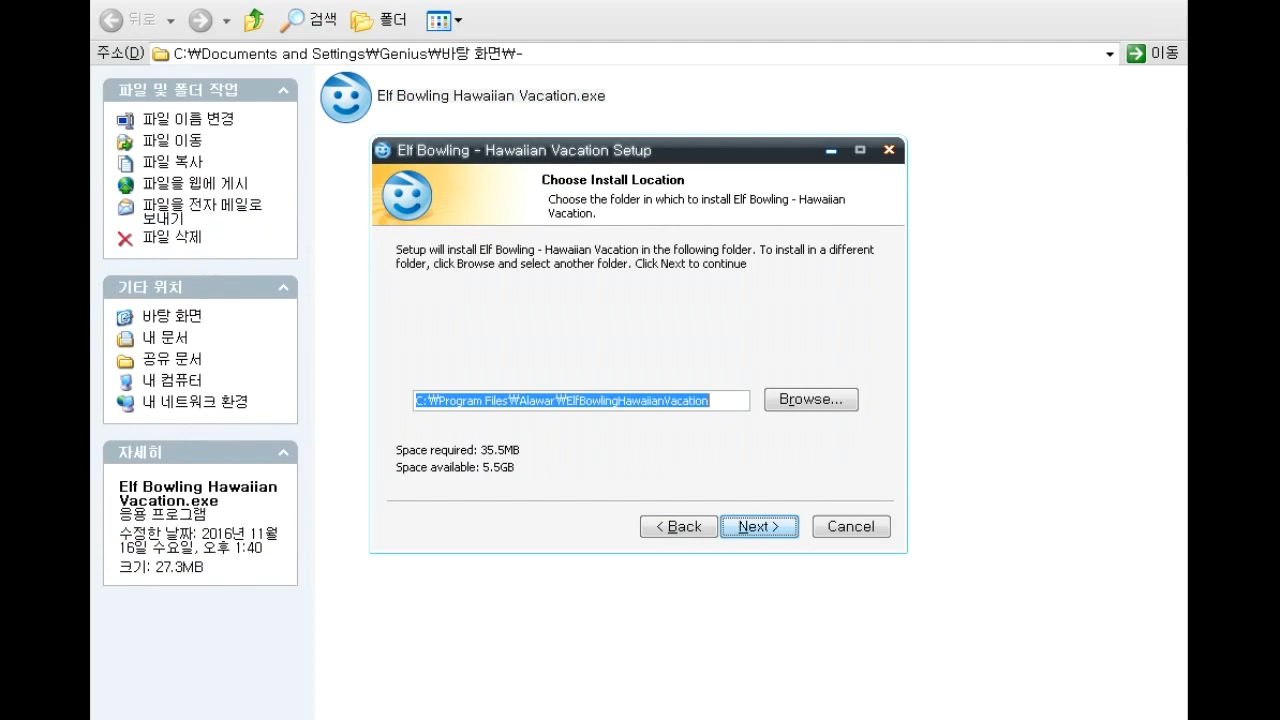 뒤로
검색
폴더
주소(D)
C:₩Documents and Settings₩Genius₩바탕 화면₩-
이동
파일 및 폴더 작업
파일 이름 변경
파일 이동
파일 복사
파일을 웹에 게시
파일을 전자 메일로
보내기
파일 삭제
기타 위치
바탕 화면
내 문서
공유 문서
내 컴퓨터
내 네트워크 환경
자세히
Elf Bowling Hawaiian
Vacation.exe
응용 프로그램
수정한 날짜: 2016년 11월
16일 수요일, 오후 1:40
크기: 27.3MB
Elf Bowling Hawaiian Vacation.exe
Elf Bowling - Hawaiian Vacation Setup
Choose Install Location
Choose the folder in which to install Elf Bowling - Hawaiian
Vacation.
Setup will install Elf Bowling - Hawaiian Vacation in the following folder. To install in a different
folder, click Browse and select another folder. Click Next to continue
C:₩Program Files₩Alawar₩ElfBowlingHawaiianVacation
Browse...
Space required: 35.5MB
Space available: 5.5GB
< Back
Next >
Cancel